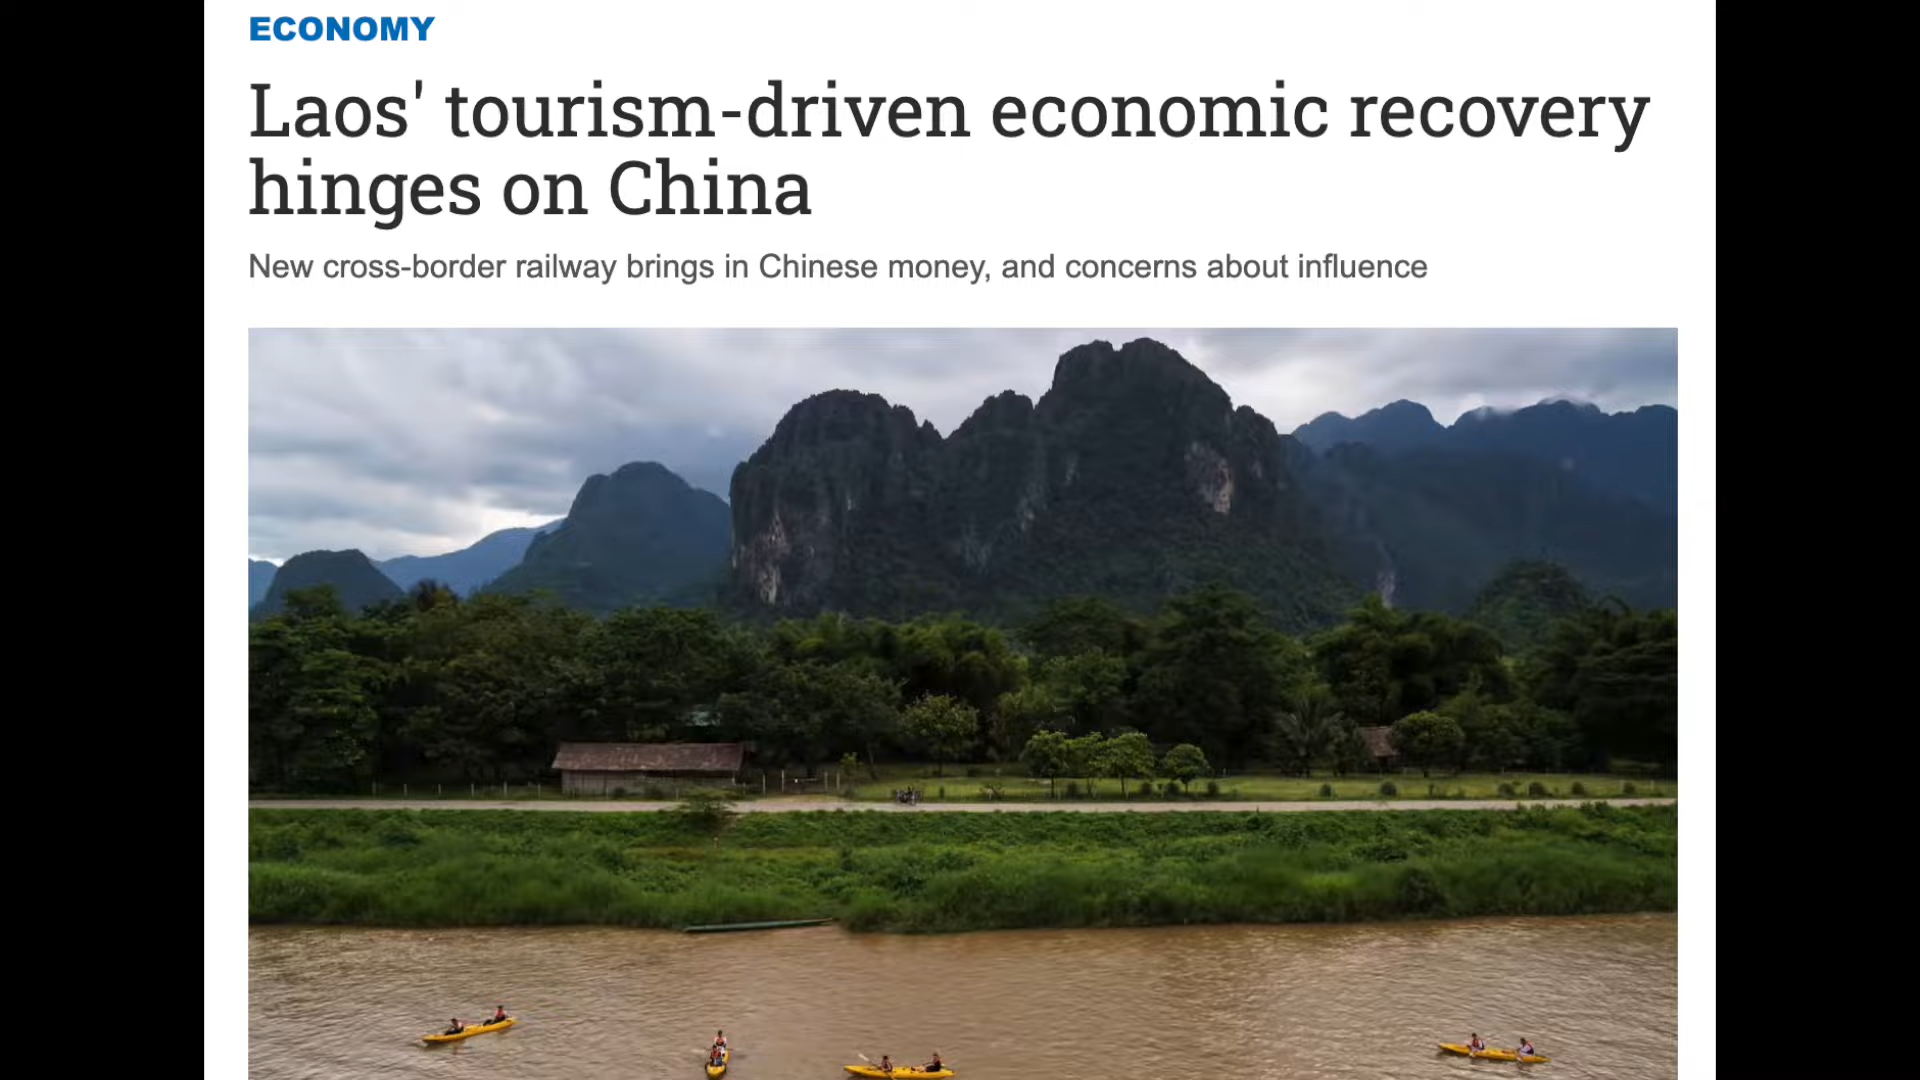 ECONOMY
Laos' tourism-driven economic recovery
hinges on China
New cross-border railway brings in Chinese money, and concerns about influence